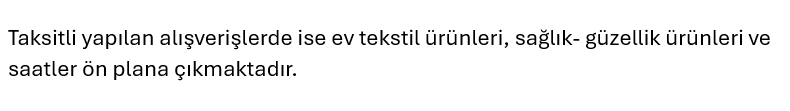 Taksitli yapılan alışverişlerde ise ev tekstil ürünleri, sağlık- güzellik ürünleri ve
saatler ön plana çıkmaktadır.